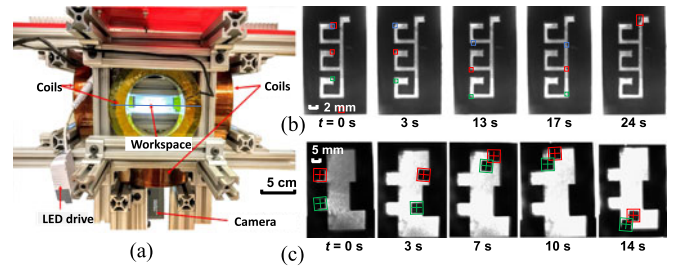 Coils
Coils
Workspace
5 cm
LED drive
Camera
(a)
2 mm
(b)
t = 0 s
3 s
13 s
17 s
24 s
5 mm
(c)
t = 0 s
3 s
7 s
10 s
14 s